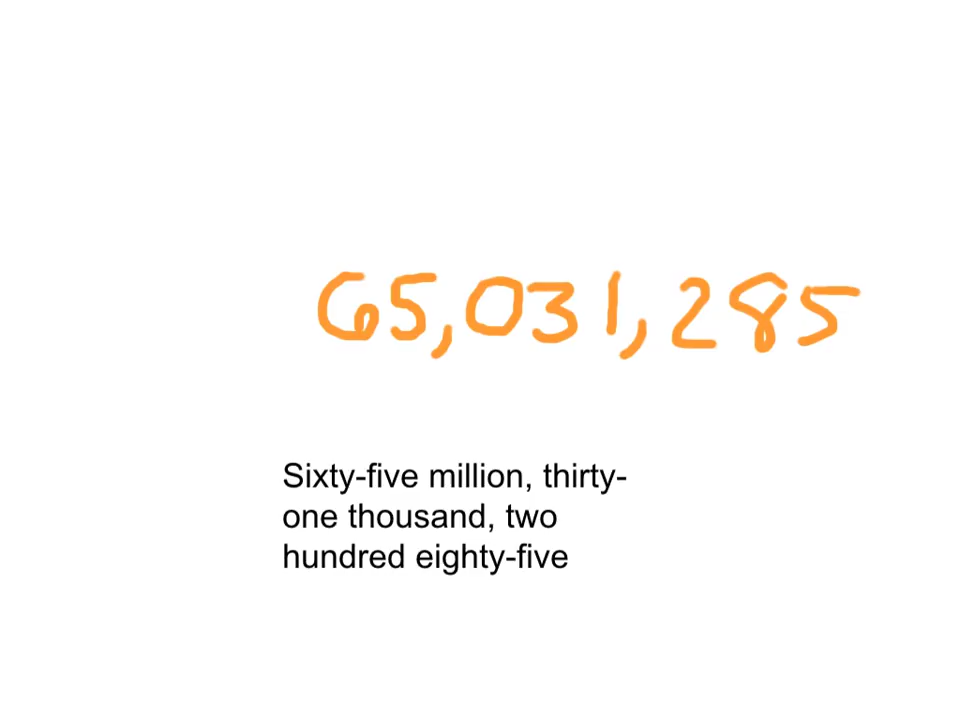 65,031,285
Sixty-five million, thirty-
one thousand, two
hundred eighty-five